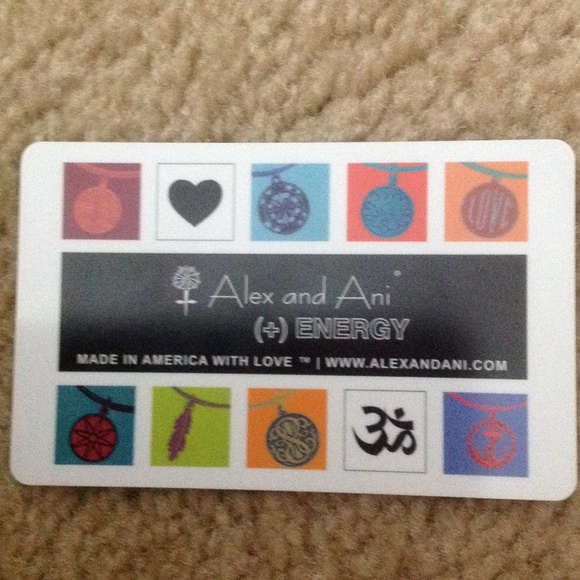 LOVE
Alex and Ani®
(+) ENERGY
MADE IN AMERICA WITH LOVE ™ | WWW.ALEXANDANI.COM
ॐ